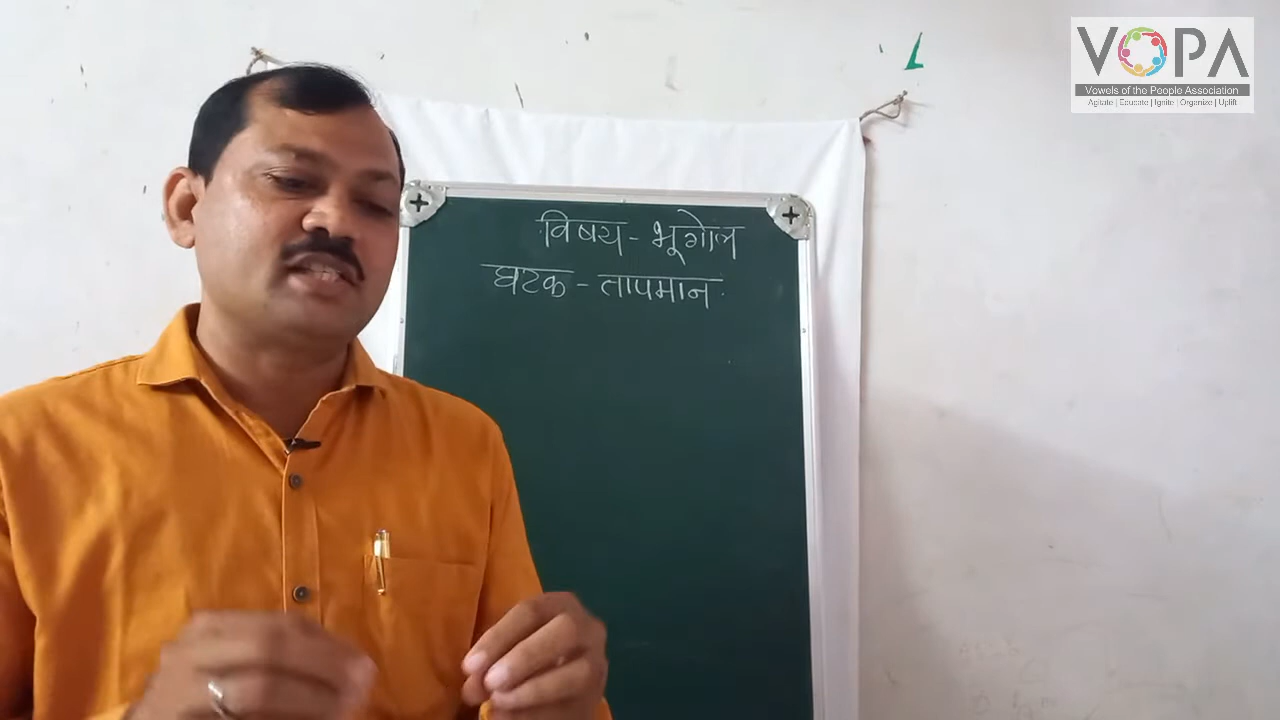 VOPA
Vowels of the People Association
Agitate | Educate | Ignite | Organize | Uplift
विषय - भूगोल
घटक - तापमान